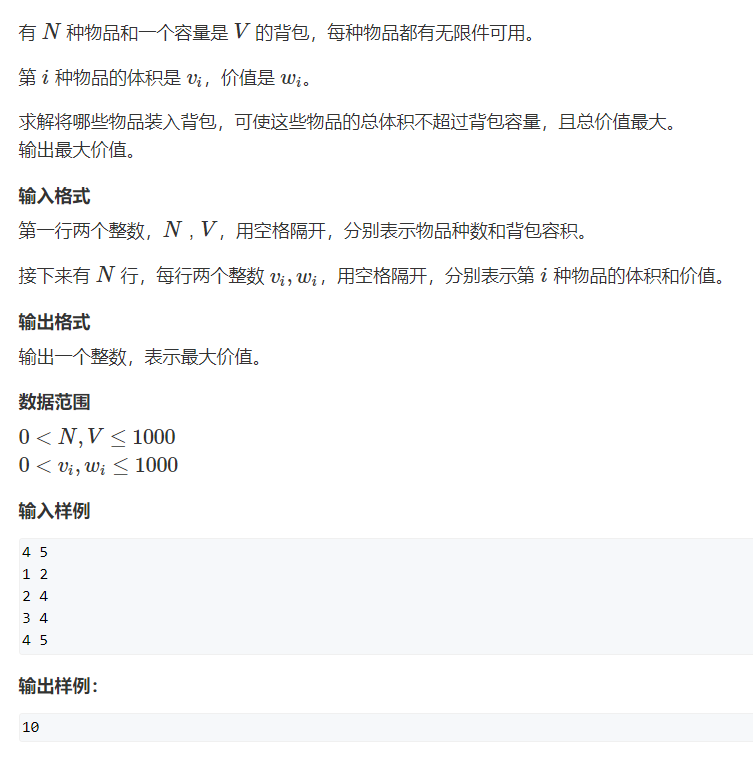 有 N 种物品和一个容量是 V 的背包，每种物品都有无限件可用。
第 i 种物品的体积是 vᵢ，价值是 wᵢ。
求解将哪些物品装入背包，可使这些物品的总体积不超过背包容量，且总价值最大。
输出最大价值。
输入格式
第一行两个整数，N，V，用空格隔开，分别表示物品种数和背包容积。
接下来有 N 行，每行两个整数 vᵢ, wᵢ，用空格隔开，分别表示第 i 种物品的体积和价值。
输出格式
输出一个整数，表示最大价值。
数据范围
0 < N, V ≤ 1000
0 < vᵢ, wᵢ ≤ 1000
输入样例
4 5
1 2
2 4
3 4
4 5
输出样例：
10